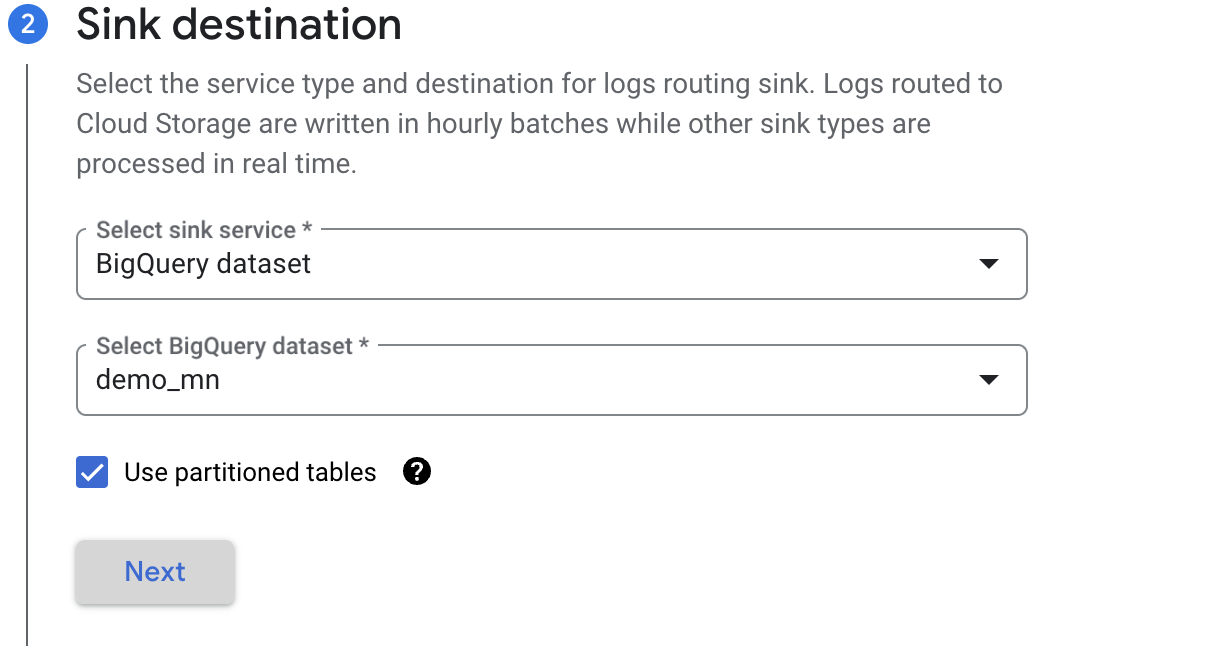 2 Sink destination
Select the service type and destination for logs routing sink. Logs routed to
Cloud Storage are written in hourly batches while other sink types are
processed in real time.
Select sink service *
BigQuery dataset
Select BigQuery dataset *
demo_mn
Use partitioned tables ?
Next